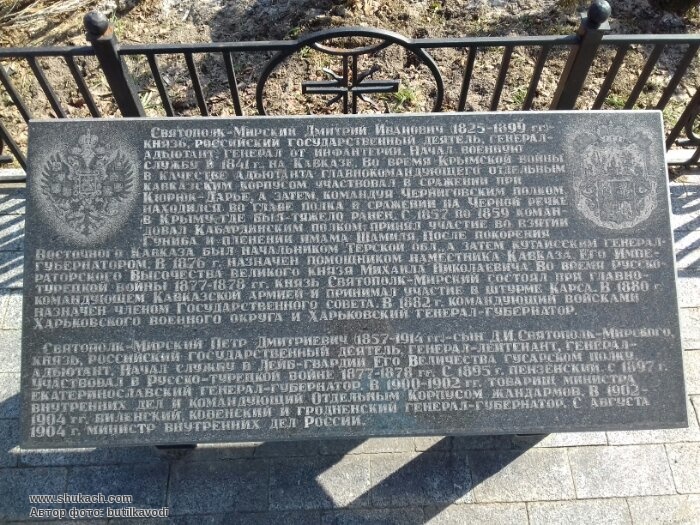 Святополк-Мирский Дмитрий Иванович 1825-1899 гг.-
князь, российский государственный деятель, генерал-
адъютант, генерал от инфантерии. Начал военную
службу в 1841 г. на Кавказе. Во время Крымской войны
в качестве адъютанта главнокомандующего отдельным
Кавказским корпусом участвовал в сражении при
Кюрюк-Дарье, а затем, командуя Черниговским полком,
находился во главе полка в сражении на Черной речке
в Крыму, где был тяжело ранен. С 1857 по 1859 коман-
довал Кабардинским полком; принял участие во взятии
Гуниба и пленении имама Шамиля. После покорения
Восточного Кавказа был начальником Терской обл., а затем Кутаисским генерал-
губернатором. В 1876 г. назначен помощником наместника Кавказа, Его Импе-
раторского Высочества великого князя Михаила Николаевича. Во время Русско-
турецкой войны 1877-1878 гг. князь Святополк-Мирский состоял при главно-
командующем Кавказской армией и принимал участие в штурме Карса. В 1880 г.
назначен членом Государственного совета. В 1882 г. командующий войсками
Харьковского военного округа и Харьковский генерал-губернатор.
Святополк-Мирский Петр Дмитриевич 1857-1914 гг.- сын Д.И. Святополк-Мирского,
князь, российский государственный деятель, генерал-лейтенант, генерал-
адъютант. Начал службу в Лейб-гвардии Его Величества гусарском полку,
участвовал в Русско-турецкой войне 1877-1878 гг. С 1895 г. пензенский, с 1897 г.
екатеринославский генерал-губернатор. В 1900-1902 гг. товарищ министра
внутренних дел и командующий Отдельным Корпусом жандармов. В 1902-
1904 гг. виленский, ковенский и гродненский генерал-губернатор. С августа
1904 г. министр внутренних дел России.
www.shukach.com
Автор фото: butilkavodi